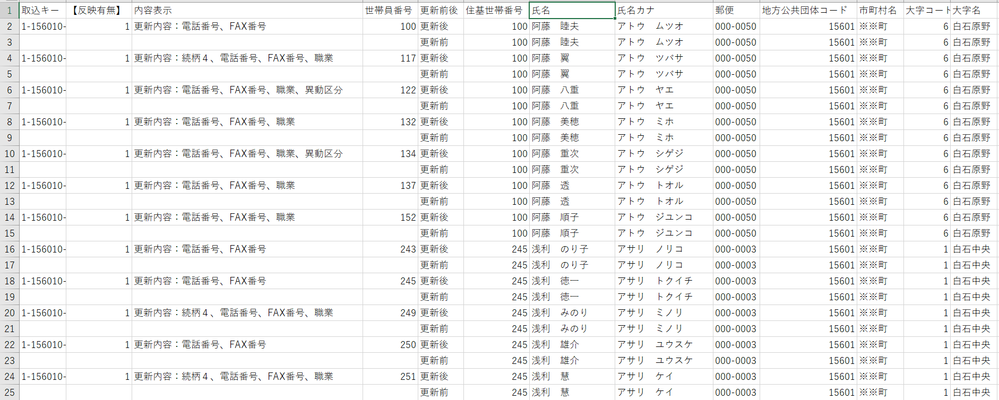 1 取込キー 【反映有無】 内容表示 世帯員番号 更新前後 住基世帯番号 氏名 氏名カナ 郵便 地方公共団体コード 市町村名 大字コート 大字名
2 1-156010- 1 更新内容：電話番号、FAX番号 100 更新後 100 阿藤　睦夫 アトウ　ムツオ 000-0050 15601 ※※町 6 白石原野
3 更新前 100 阿藤　睦夫 アトウ　ムツオ 000-0050 15601 ※※町 6 白石原野
4 1-156010- 1 更新内容：続柄４、電話番号、FAX番号、職業 117 更新後 100 阿藤　翼 アトウ　ツバサ 000-0050 15601 ※※町 6 白石原野
5 更新前 100 阿藤　翼 アトウ　ツバサ 000-0050 15601 ※※町 6 白石原野
6 1-156010- 1 更新内容：電話番号、FAX番号、職業、異動区分 122 更新後 100 阿藤　八重 アトウ　ヤエ 000-0050 15601 ※※町 6 白石原野
7 更新前 100 阿藤　八重 アトウ　ヤエ 000-0050 15601 ※※町 6 白石原野
8 1-156010- 1 更新内容：電話番号、FAX番号、職業 132 更新後 100 阿藤　美穂 アトウ　ミホ 000-0050 15601 ※※町 6 白石原野
9 更新前 100 阿藤　美穂 アトウ　ミホ 000-0050 15601 ※※町 6 白石原野
10 1-156010- 1 更新内容：電話番号、FAX番号、職業、異動区分 134 更新後 100 阿藤　重次 アトウ　シゲジ 000-0050 15601 ※※町 6 白石原野
11 更新前 100 阿藤　重次 アトウ　シゲジ 000-0050 15601 ※※町 6 白石原野
12 1-156010- 1 更新内容：電話番号、FAX番号、職業 137 更新後 100 阿藤　透 アトウ　トオル 000-0050 15601 ※※町 6 白石原野
13 更新前 100 阿藤　透 アトウ　トオル 000-0050 15601 ※※町 6 白石原野
14 1-156010- 1 更新内容：電話番号、FAX番号、職業 152 更新後 100 阿藤　順子 アトウ　ジユンコ 000-0050 15601 ※※町 6 白石原野
15 更新前 100 阿藤　順子 アトウ　ジユンコ 000-0050 15601 ※※町 6 白石原野
16 1-156010- 1 更新内容：電話番号、FAX番号 243 更新後 245 浅利　のり子 アサリ　ノリコ 000-0003 15601 ※※町 1 白石中央
17 更新前 245 浅利　のり子 アサリ　ノリコ 000-0003 15601 ※※町 1 白石中央
18 1-156010- 1 更新内容：電話番号、FAX番号 245 更新後 245 浅利　徳一 アサリ　トクイチ 000-0003 15601 ※※町 1 白石中央
19 更新前 245 浅利　徳一 アサリ　トクイチ 000-0003 15601 ※※町 1 白石中央
20 1-156010- 1 更新内容：続柄４、電話番号、FAX番号、職業 249 更新後 245 浅利　みのり アサリ　ミノリ 000-0003 15601 ※※町 1 白石中央
21 更新前 245 浅利　みのり アサリ　ミノリ 000-0003 15601 ※※町 1 白石中央
22 1-156010- 1 更新内容：電話番号、FAX番号 250 更新後 245 浅利　雄介 アサリ　ユウスケ 000-0003 15601 ※※町 1 白石中央
23 更新前 245 浅利　雄介 アサリ　ユウスケ 000-0003 15601 ※※町 1 白石中央
24 1-156010- 1 更新内容：続柄４、電話番号、FAX番号、職業 251 更新後 245 浅利　慧 アサリ　ケイ 000-0003 15601 ※※町 1 白石中央
25 更新前 245 浅利　慧 アサリ　ケイ 000-0003 15601 ※※町 1 白石中央